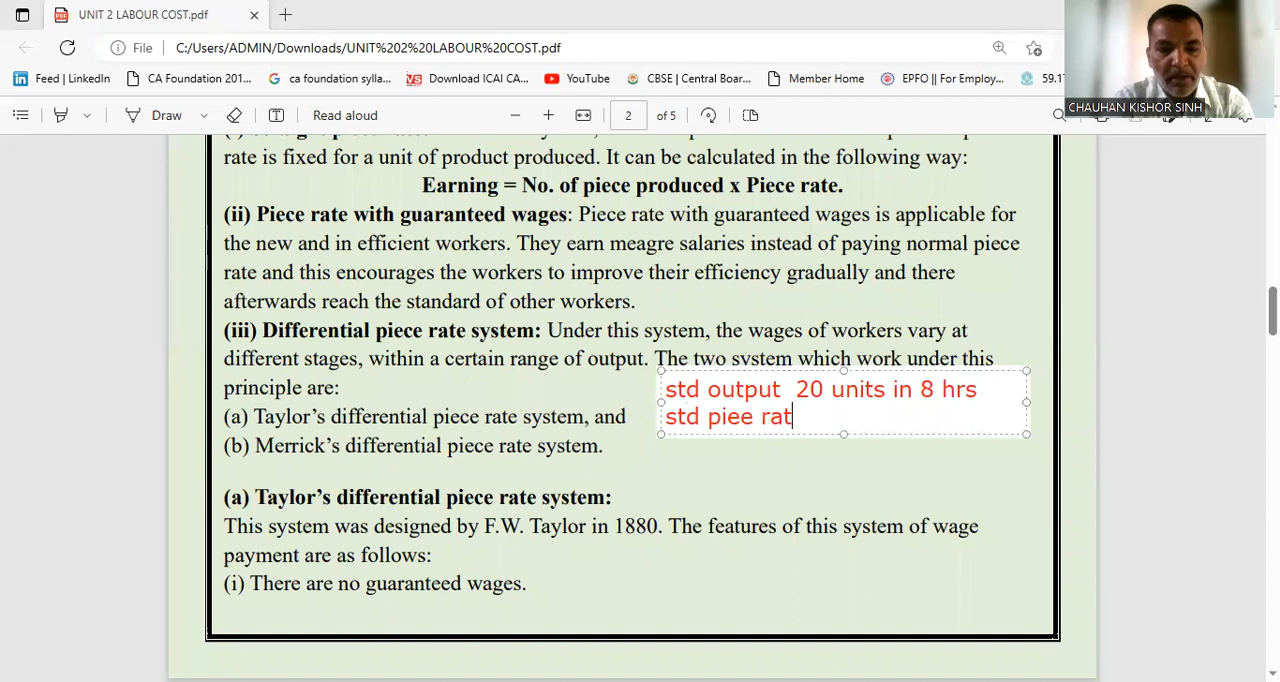 UNIT 2 LABOUR COST.pdf
File C:/Users/ADMIN/Downloads/UNIT%202%20LABOUR%20COST.pdf
Feed | LinkedIn CA Foundation 201... ca foundation sylla... Download ICAI CA... YouTube CBSE | Central Boar... Member Home EPFO || For Employ... 59.1
CHAUHAN KISHOR SINH
Draw Read aloud 2 of 5
rate is fixed for a unit of product produced. It can be calculated in the following way:
Earning = No. of piece produced x Piece rate.
(ii) Piece rate with guaranteed wages: Piece rate with guaranteed wages is applicable for
the new and in efficient workers. They earn meagre salaries instead of paying normal piece
rate and this encourages the workers to improve their efficiency gradually and there
afterwards reach the standard of other workers.
(iii) Differential piece rate system: Under this system, the wages of workers vary at
different stages, within a certain range of output. The two system which work under this
principle are:
std output 20 units in 8 hrs
std piee rat
(a) Taylor's differential piece rate system, and
(b) Merrick's differential piece rate system.
(a) Taylor's differential piece rate system:
This system was designed by F.W. Taylor in 1880. The features of this system of wage
payment are as follows:
(i) There are no guaranteed wages.